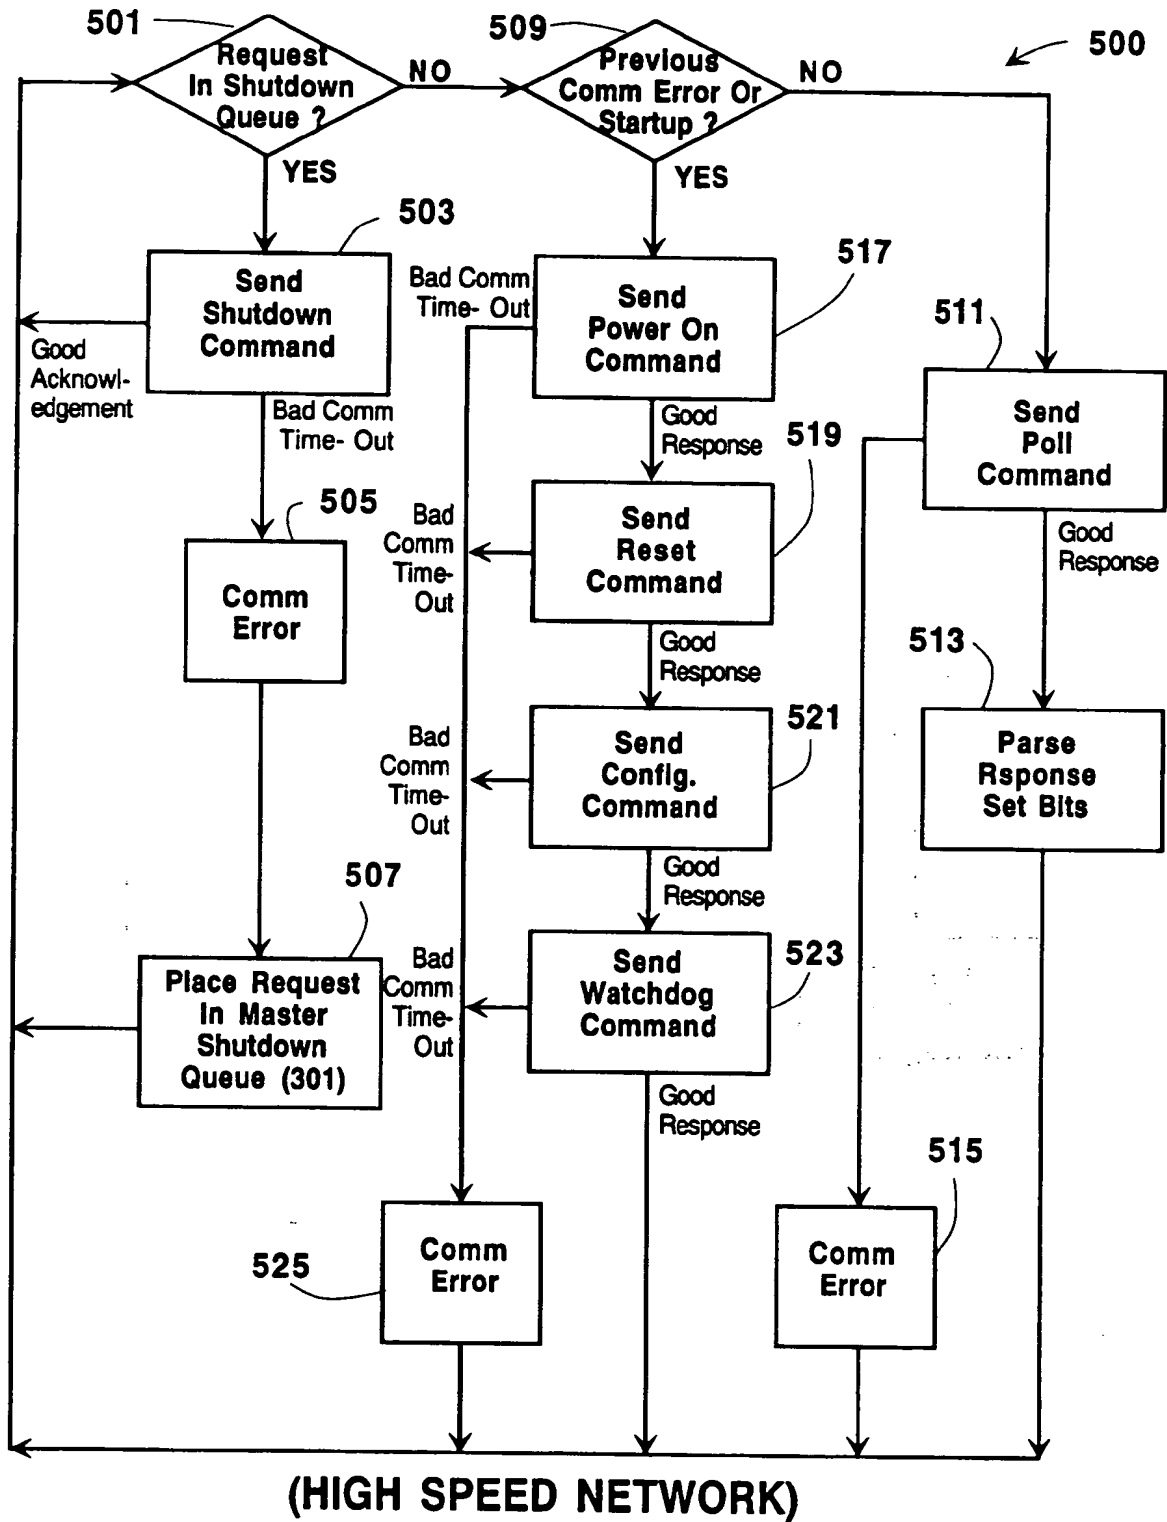 501
509
500
Request
In Shutdown
Queue ?
NO
Previous
Comm Error Or
Startup ?
NO
YES
YES
503
517
511
Send
Shutdown
Command
Good
Acknowl-
edgement
Bad Comm
Time- Out
Bad Comm
Time- Out
Send
Power On
Command
Good
Response
519
Send
Poll
Command
Good
Response
505
Comm
Error
Bad
Comm
Time-
Out
Send
Reset
Command
Good
Response
513
521
Bad
Comm
Time-
Out
Send
Config.
Command
Good
Response
Parse
Rsponse
Set Bits
507
Place Request
In Master
Shutdown
Queue (301)
Bad
Comm
Time-
Out
523
Send
Watchdog
Command
Good
Response
515
525
Comm
Error
Comm
Error
(HIGH SPEED NETWORK)